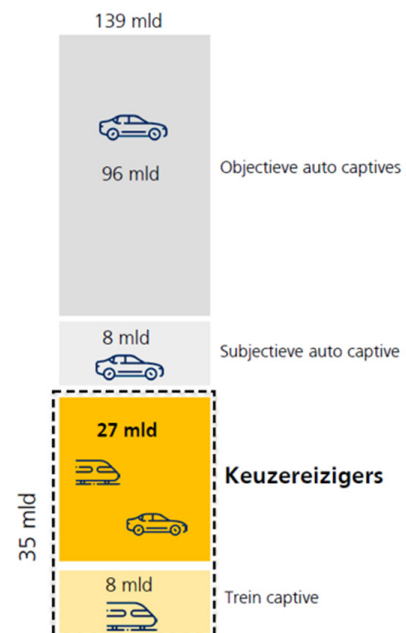 139 mld
96 mld
Objectieve auto captives
8 mld
Subjectieve auto captive
27 mld
Keuzereizigers
35 mld
8 mld
Trein captive